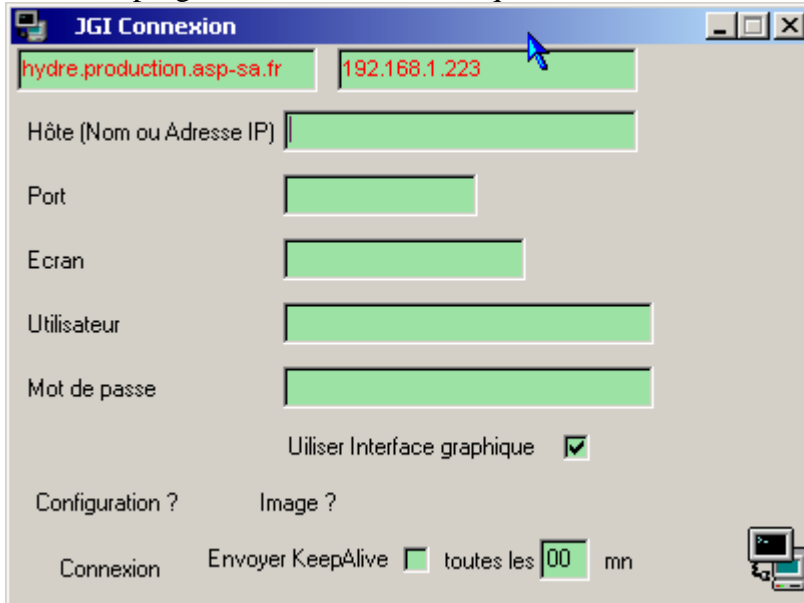 JGI Connexion
hydre.production.asp-sa.fr 192.168.1.223
Hôte (Nom ou Adresse IP)
Port
Ecran
Utilisateur
Mot de passe
Uiliser Interface graphique
Configuration ? Image ?
Connexion Envoyer KeepAlive toutes les 00 mn